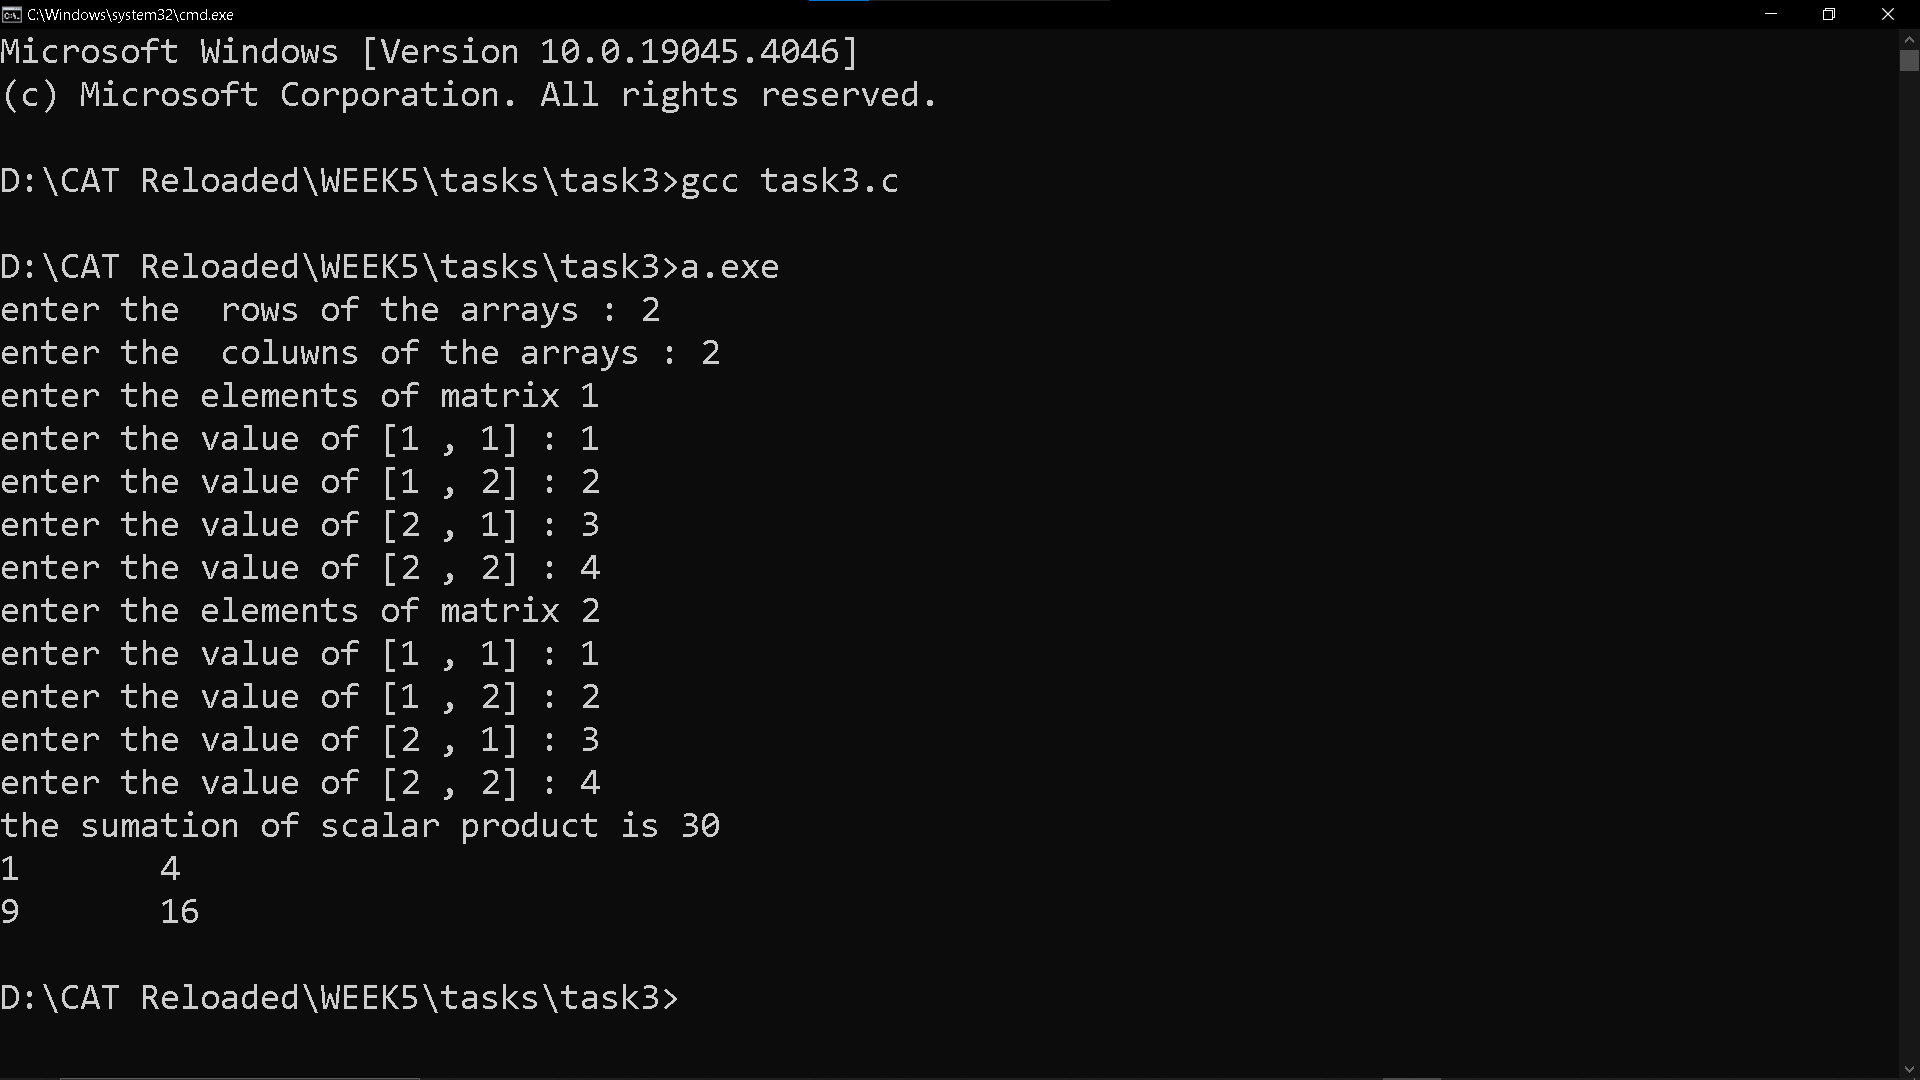 C:\Windows\system32\cmd.exe
Microsoft Windows [Version 10.0.19045.4046]
(c) Microsoft Corporation. All rights reserved.
D:\CAT Reloaded\WEEK5\tasks\task3>gcc task3.c
D:\CAT Reloaded\WEEK5\tasks\task3>a.exe
enter the  rows of the arrays : 2
enter the  coluwns of the arrays : 2
enter the elements of matrix 1
enter the value of [1 , 1] : 1
enter the value of [1 , 2] : 2
enter the value of [2 , 1] : 3
enter the value of [2 , 2] : 4
enter the elements of matrix 2
enter the value of [1 , 1] : 1
enter the value of [1 , 2] : 2
enter the value of [2 , 1] : 3
enter the value of [2 , 2] : 4
the sumation of scalar product is 30
1       4
9       16
D:\CAT Reloaded\WEEK5\tasks\task3>